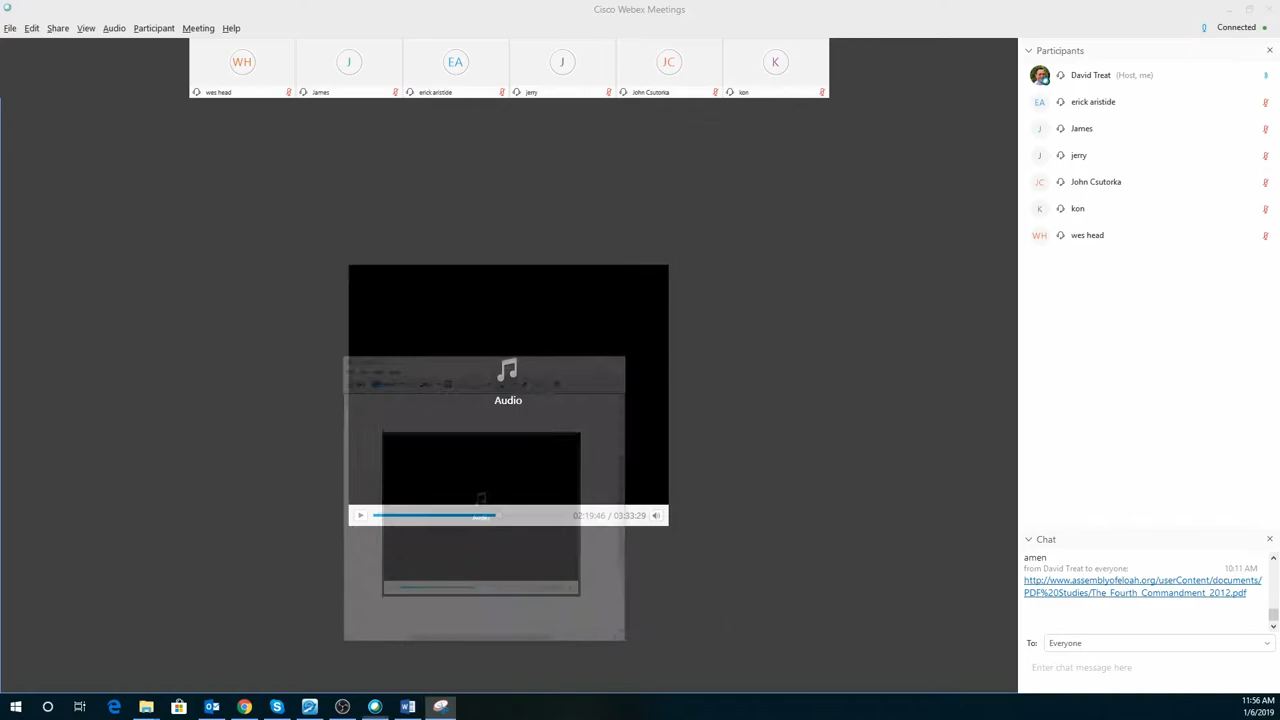 Cisco Webex Meetings
File Edit Share View Audio Participant Meeting Help
Connected
WH J EA J JC K
wes head James erick aristide jerry John Csutorka kon
Participants
David Treat (Host, me)
EA erick aristide
J James
J jerry
JC John Csutorka
K kon
WH wes head
Audio
02:19:46 / 03:33:29
Chat
amen
from David Treat to everyone: 10:11 AM
http://www.assemblyofeloah.org/userContent/documents/
PDF%20Studies/The_Fourth_Commandment_2012.pdf
To: Everyone
Enter chat message here
11:56 AM
1/6/2019